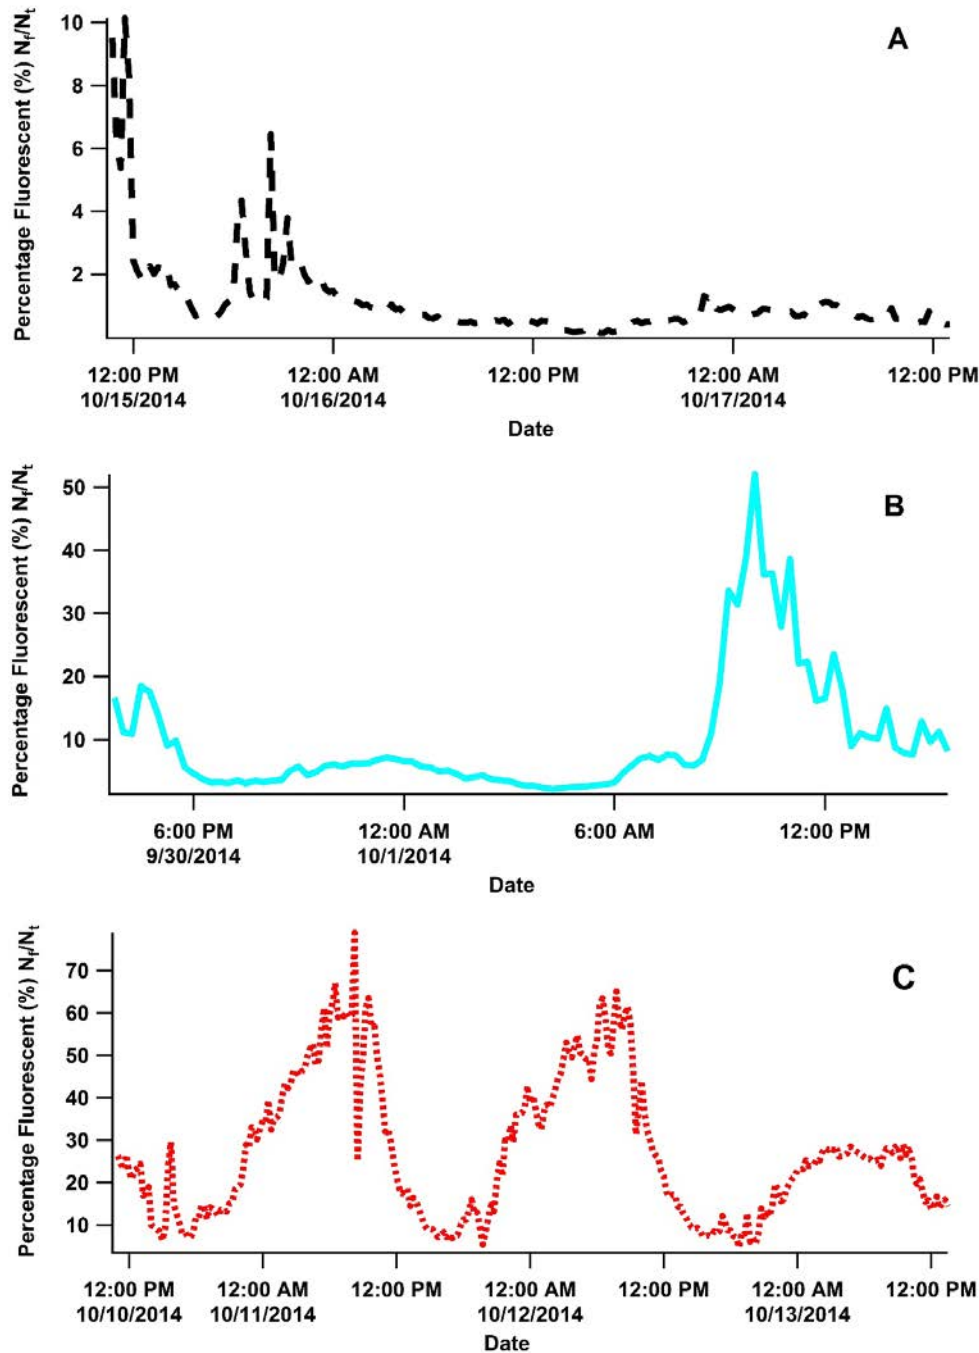 Percentage Fluorescent (%) Nf/Nt
A
10
8
6
4
2
12:00 PM 12:00 AM 12:00 PM 12:00 AM 12:00 PM
10/15/2014 10/16/2014 10/17/2014
Date
Percentage Fluorescent (%) Nf/Nt
B
50
40
30
20
10
6:00 PM 12:00 AM 6:00 AM 12:00 PM
9/30/2014 10/1/2014
Date
Percentage Fluorescent (%) Nf/Nt
C
70
60
50
40
30
20
10
12:00 PM 12:00 AM 12:00 PM 12:00 AM 12:00 PM 12:00 AM 12:00 PM
10/10/2014 10/11/2014 10/12/2014 10/13/2014
Date